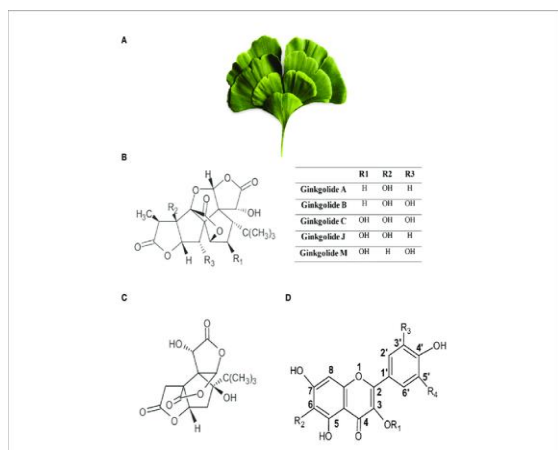 A
B
H
O
O
O
OH
R2
H3C
O
O
C(CH3)3
O
O
H
R3
R1
R1 R2 R3
Ginkgolide A H OH H
Ginkgolide B H OH OH
Ginkgolide C OH OH OH
Ginkgolide J OH OH H
Ginkgolide M OH H OH
C
O
HO
O
C(CH3)3
O
OH
O
O
O
H
D
R3
3'
2'
4'
OH
1'
5'
HO
8
O
1
6'
R4
7
2
6
3
R2
5
4
OR1
HO
O